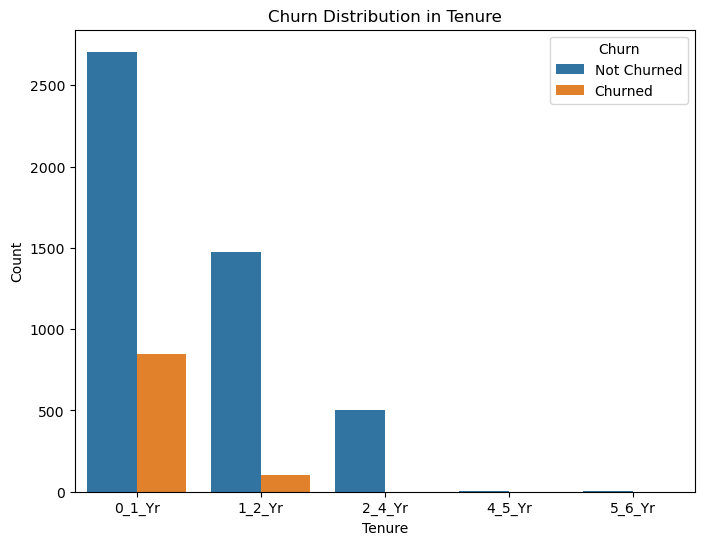 Churn Distribution in Tenure
Churn
Not Churned
Churned
Count
2500
2000
1500
1000
500
0
0_1_Yr
1_2_Yr
2_4_Yr
4_5_Yr
5_6_Yr
Tenure